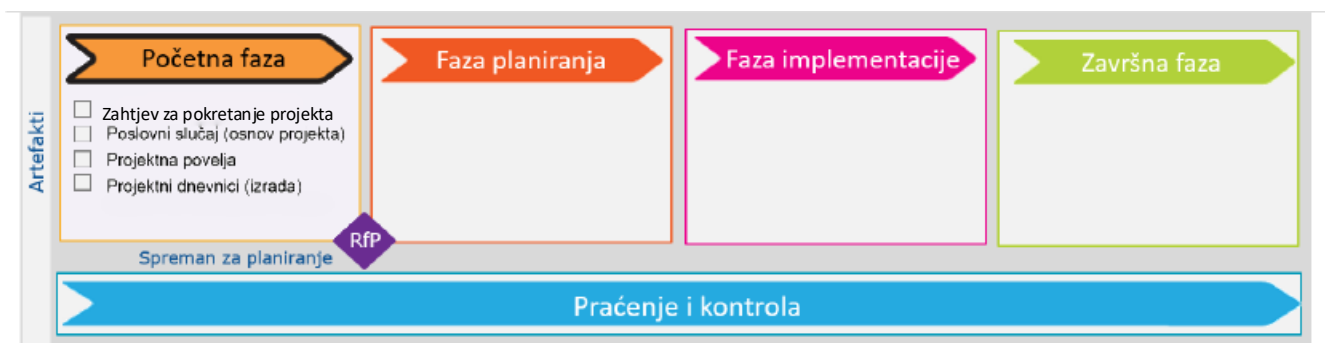 Artefakti
Početna faza
Zahtjev za pokretanje projekta
Poslovni slučaj (osnov projekta)
Projektna povelja
Projektni dnevnici (izrada)
Faza planiranja
Faza implementacije
Završna faza
RfP
Spreman za planiranje
Praćenje i kontrola